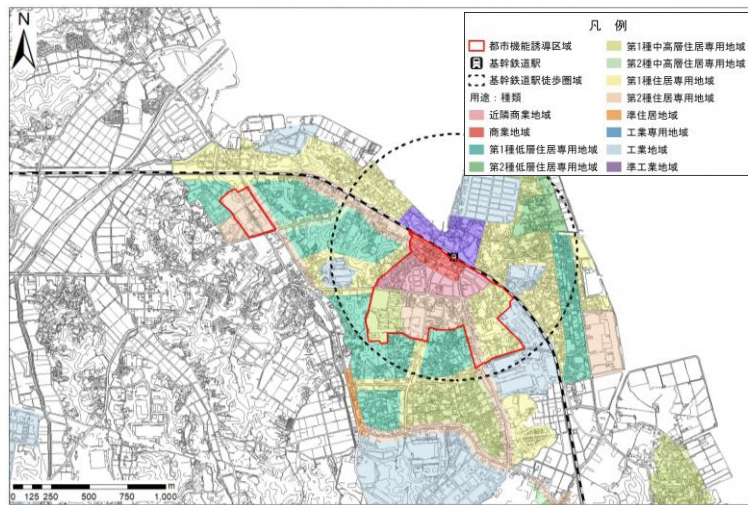 N
凡 例
都市機能誘導区域
基幹鉄道駅
基幹鉄道駅徒歩圏域
用途：種類
近隣商業地域
商業地域
第1種低層住居専用地域
第2種低層住居専用地域
第1種中高層住居専用地域
第2種中高層住居専用地域
第1種住居専用地域
第2種住居専用地域
準住居地域
工業専用地域
工業地域
準工業地域
0 125 250 500 750 1,000
m